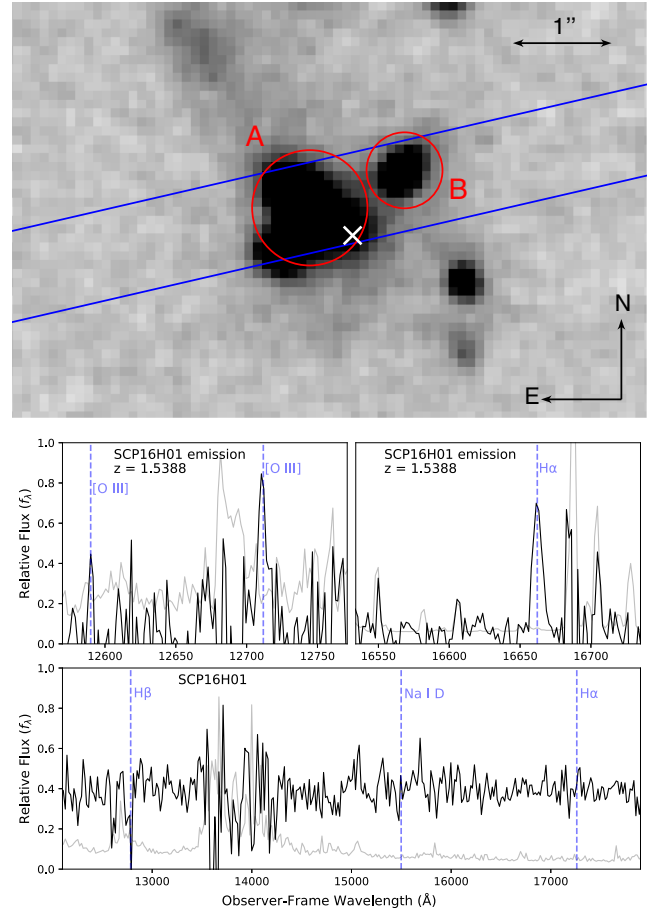 1”
A
B
N
E
SCP16H01 emission
z = 1.5388
[O III]
[O III]
1.0
0.8
0.6
0.4
0.2
0.0
12600
12650
12700
12750
Relative Flux (fλ)
SCP16H01 emission
z = 1.5388
Hα
16550
16600
16650
16700
SCP16H01
Hβ
Na I D
Hα
1.0
0.8
0.6
0.4
0.2
0.0
13000
14000
15000
16000
17000
Relative Flux (fλ)
Observer-Frame Wavelength (Å)